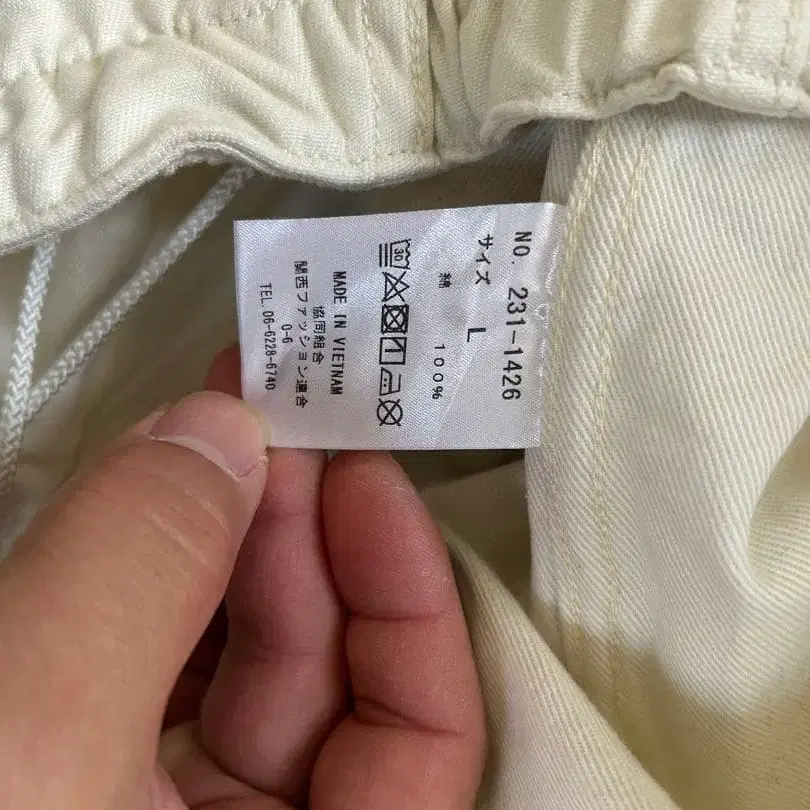 NO. 231-1426
サイズ L
綿 100%
30
MADE IN VIETNAM
協同組合
関西ファッション連合
0-6
TEL. 06-6228-6740